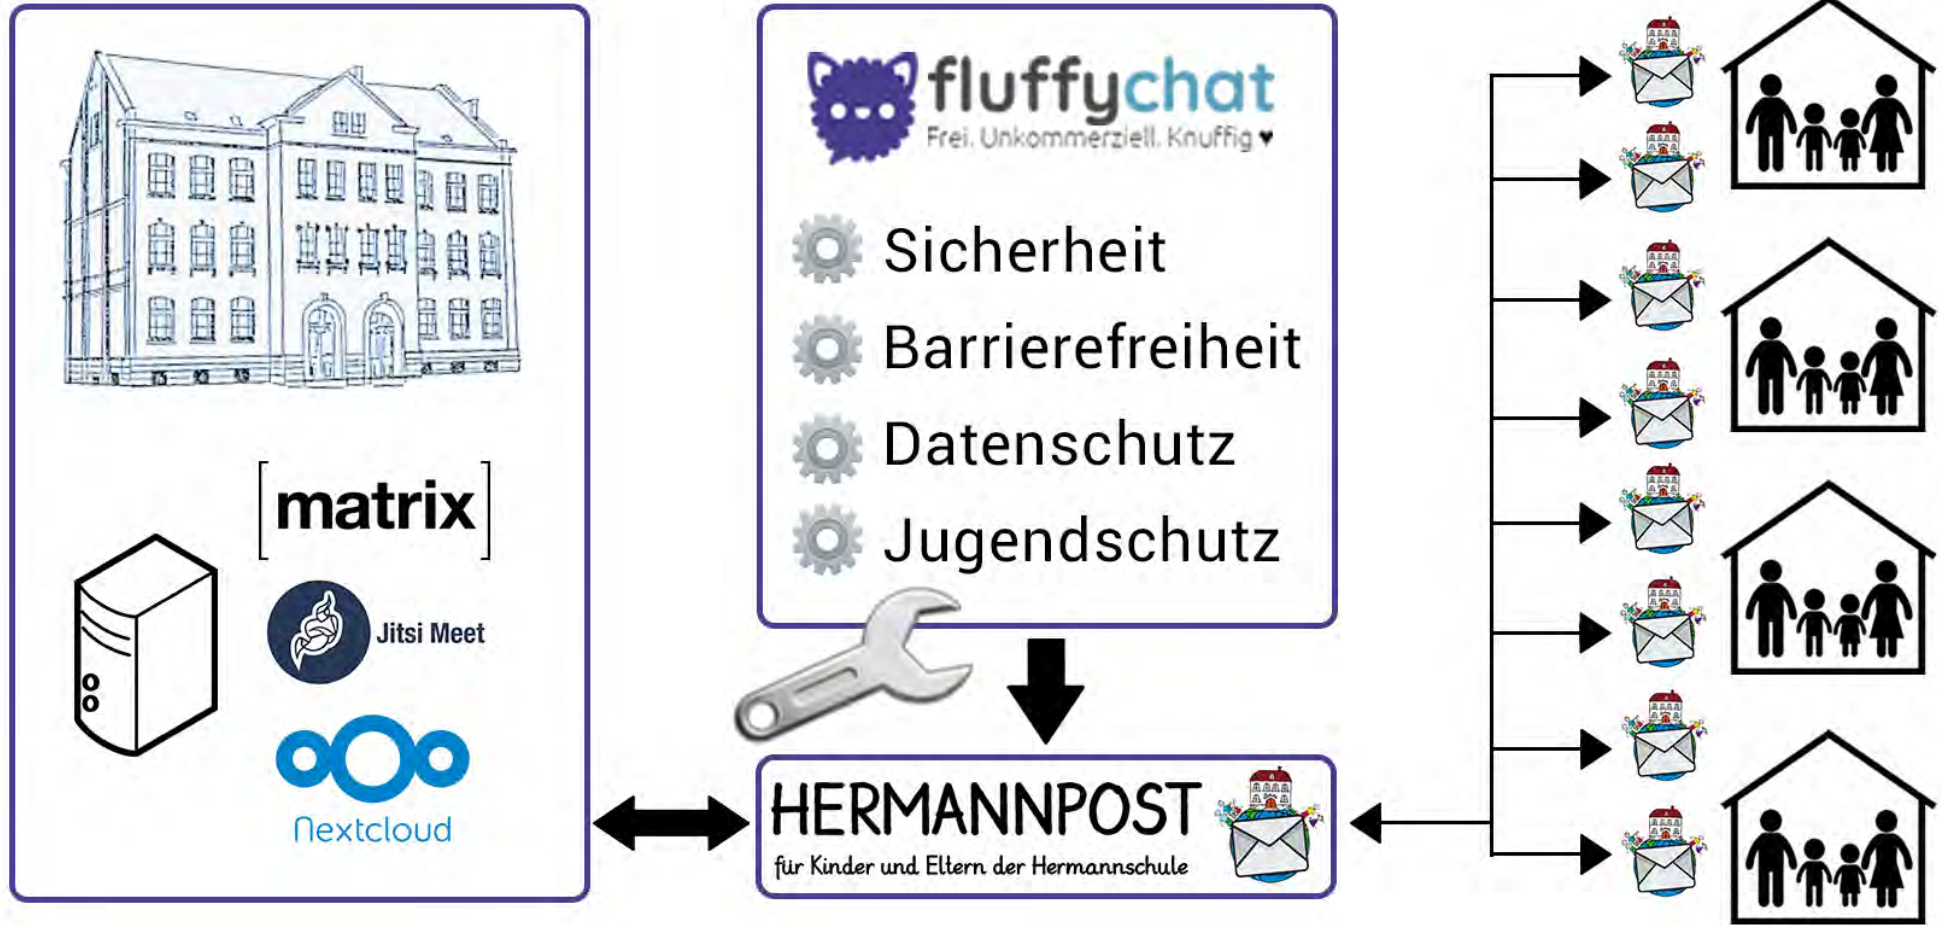 [matrix]
Jitsi Meet
Nextcloud
fluffychat
Frei. Unkommerziell. Knuffig ♥
Sicherheit
Barrierefreiheit
Datenschutz
Jugendschutz
HERMANNPOST
für Kinder und Eltern der Hermannschule